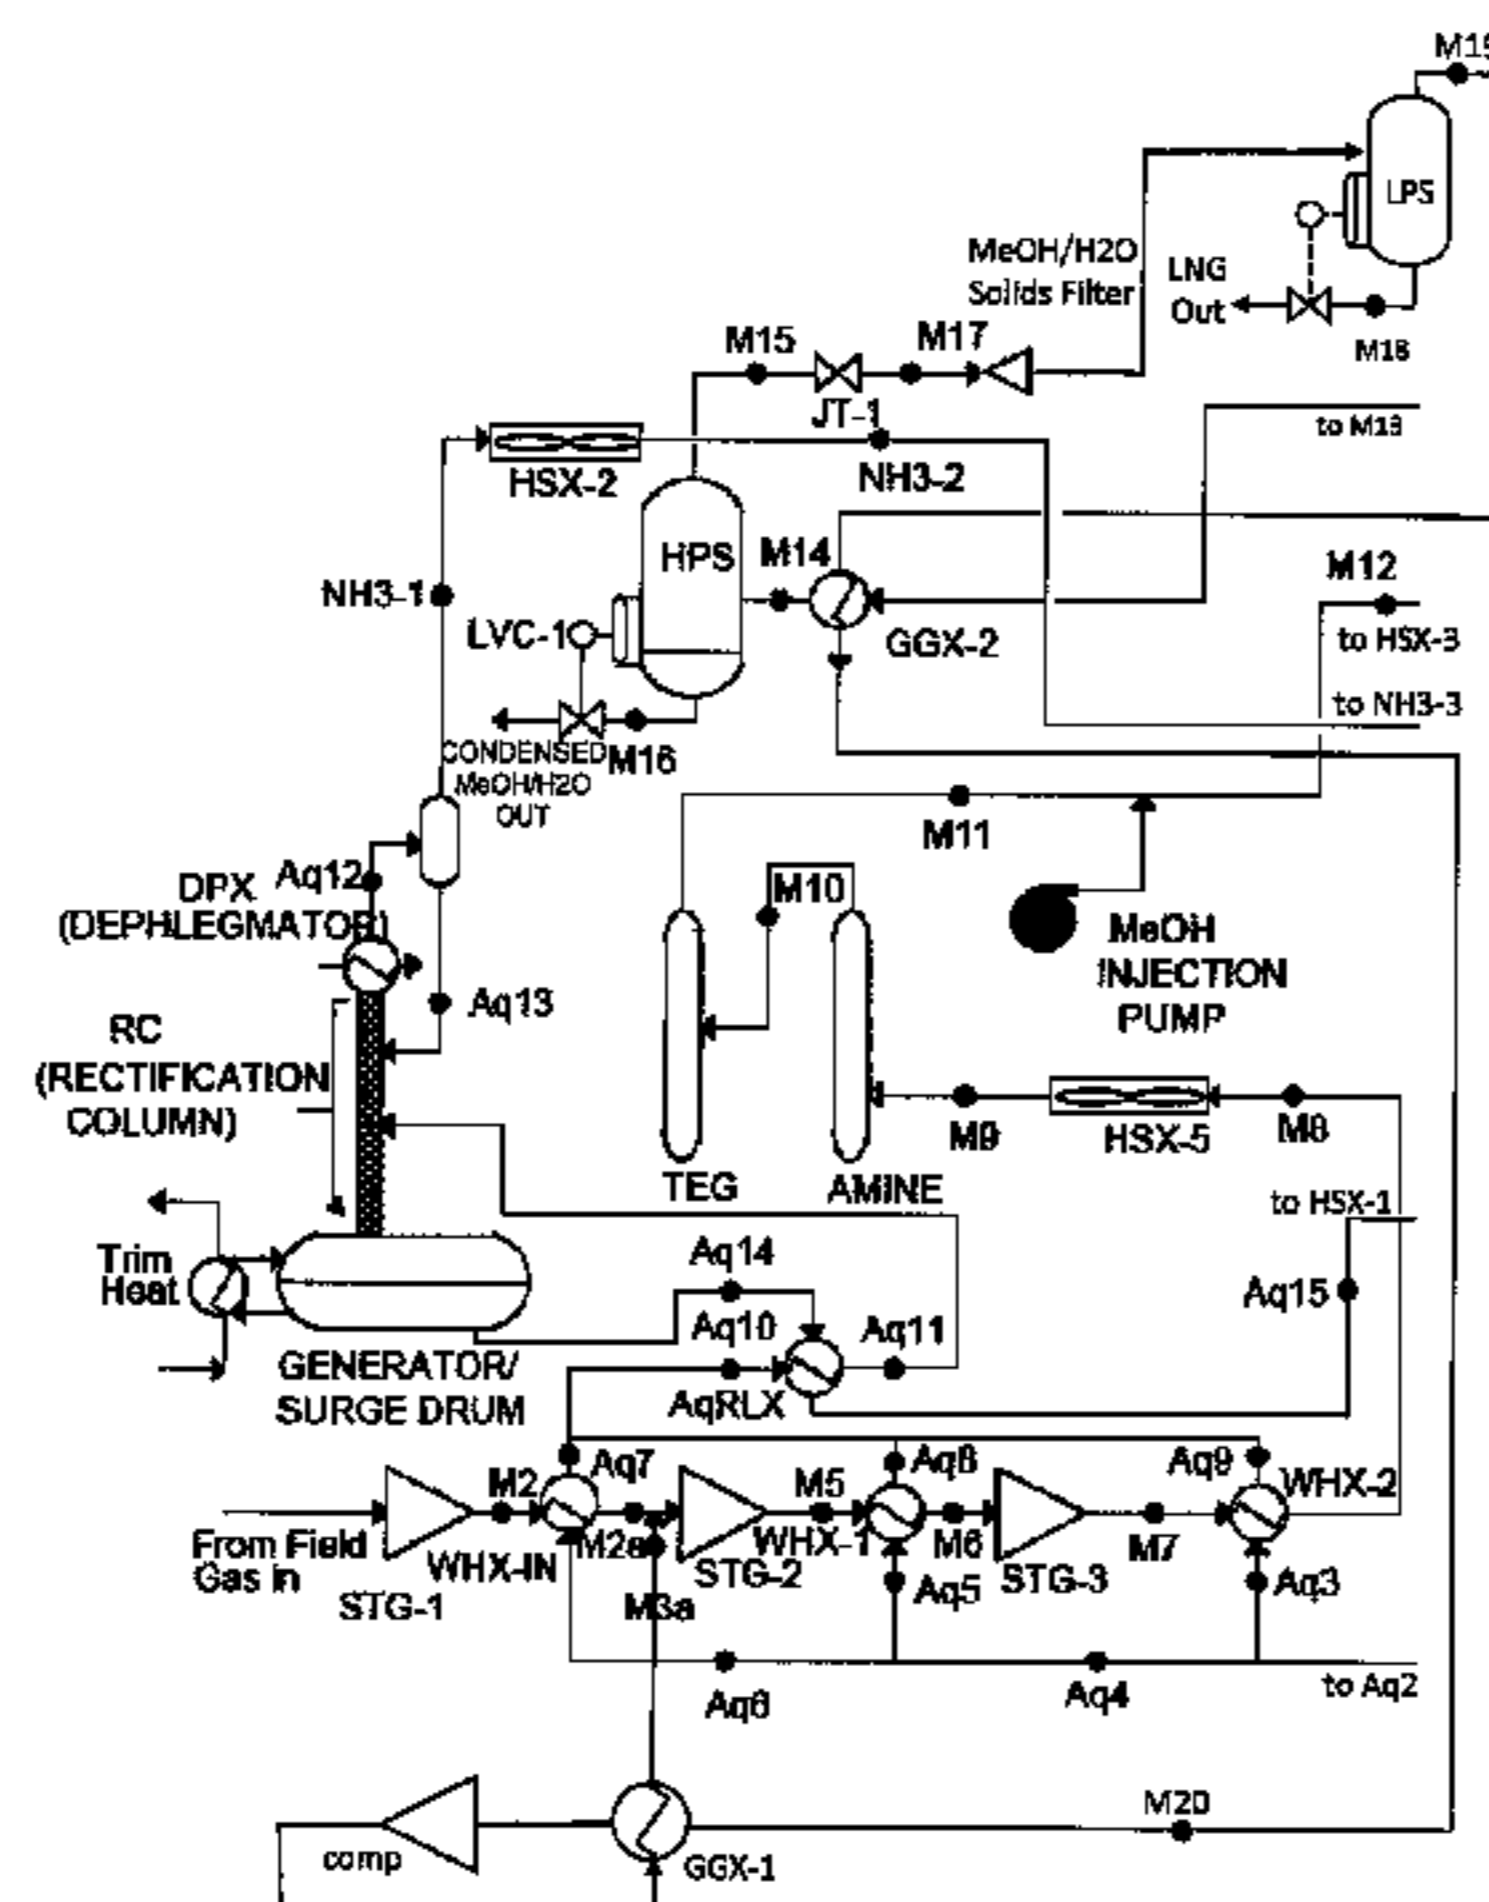 M19
LPS
MeOH/H2O
Solids Filter
LNG
Out
M18
M15
M17
JT-1
to M13
HSX-2
NH3-2
HPS
M14
M12
NH3-1
to HSX-3
LVC-1
GGX-2
to NH3-3
CONDENSED
MeOH/H2O
OUT
M16
M11
Aq12
DPX
(DEPHLEGMATOR)
M10
MeOH
INJECTION
PUMP
Aq13
RC
(RECTIFICATION
COLUMN)
M9
HSX-5
M8
TEG
AMINE
to HSX-1
Trim
Heat
Aq14
Aq15
Aq10
Aq11
GENERATOR/
SURGE DRUM
AqRLX
Aq7
Aq8
Aq9
M2
M5
WHX-2
From Field
Gas in
WHX-IN
M2a
WHX-1
M6
M7
STG-1
STG-2
STG-3
M3a
Aq5
Aq3
Aq6
Aq4
to Aq2
M20
comp
GGX-1